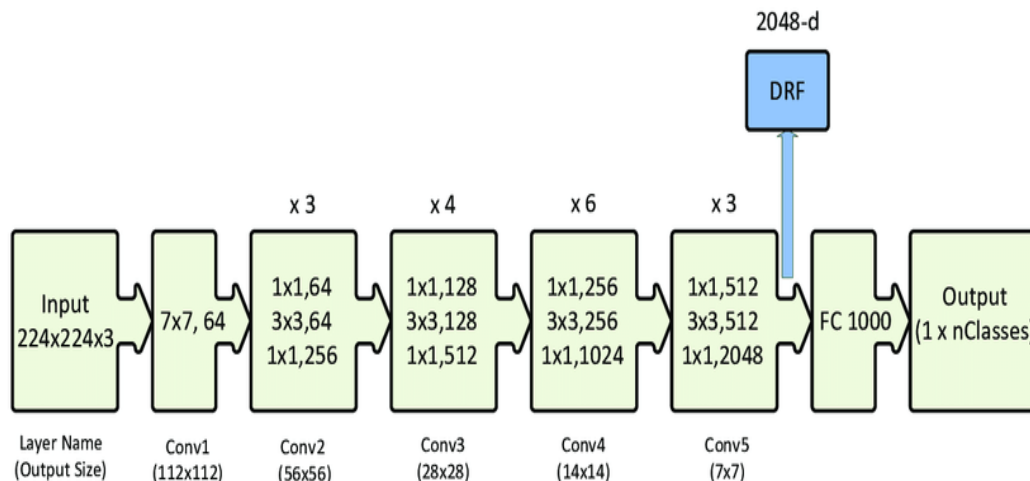 2048-d
DRF
x 3
x 4
x 6
x 3
Input
224x224x3
7x7, 64
1x1,64
3x3,64
1x1,256
1x1,128
3x3,128
1x1,512
1x1,256
3x3,256
1x1,1024
1x1,512
3x3,512
1x1,2048
FC 1000
Output
(1 x nClasses)
Layer Name
(Output Size)
Conv1
(112x112)
Conv2
(56x56)
Conv3
(28x28)
Conv4
(14x14)
Conv5
(7x7)